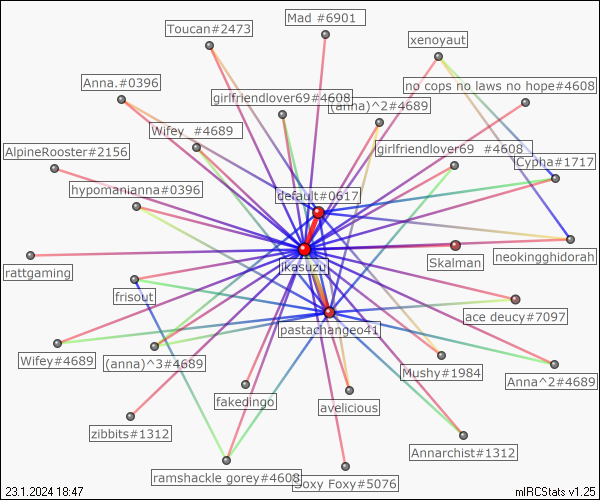 Mad #6901
Toucan#2473
xenoyaut
Anna.#0396
no cops no laws no hope#4608
girlfriendlover69#4608
(anna)^2#4689
Wifey #4689
AlpineRooster#2156
girlfriendlover69 #4608
Cypha#1717
hypomanianna#0396
default#0617
neokingghidorah
jkasuzu
Skalman
rattgaming
frisout
ace deucy#7097
pastachangeo41
Wifey#4689
(anna)^3#4689
Mushy#1984
Anna^2#4689
fakedingo
avelicious
zibbits#1312
Annarchist#1312
ramshackle gorey#4608
Soxy Foxy#5076
23.1.2024 18:47
mIRCStats v1.25